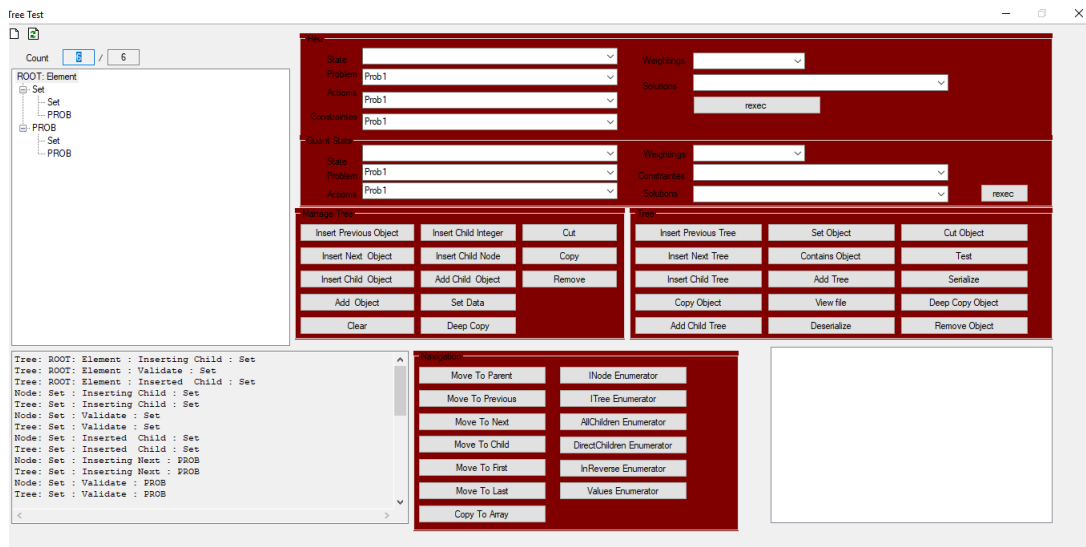 Tree Test
Count 6 / 6
ROOT: Element
Set
Set
PROB
PROB
Set
PROB
State
Problem Prob1
Actions Prob1
Constrainties Prob1
Weightings
Solutions
rexec
Guant State
State
Problem Prob1
Actions Prob1
Weightings
Constrainties
Solutions
rexec
Manage Tree
Insert Previous Object Insert Child Integer Cut
Insert Next Object Insert Child Node Copy
Insert Child Object Add Child Object Remove
Add Object Set Data
Clear Deep Copy
Tree
Insert Previous Tree Set Object Cut Object
Insert Next Tree Contains Object Test
Insert Child Tree Add Tree Serialize
Copy Object View file Deep Copy Object
Add Child Tree Deserialize Remove Object
Tree: ROOT: Element : Inserting Child : Set
Tree: ROOT: Element : Validate : Set
Tree: ROOT: Element : Inserted Child : Set
Node: Set : Inserting Child : Set
Tree: Set : Inserting Child : Set
Node: Set : Validate : Set
Tree: Set : Validate : Set
Node: Set : Inserted Child : Set
Tree: Set : Inserted Child : Set
Node: Set : Inserting Next : PROB
Tree: Set : Inserting Next : PROB
Node: Set : Validate : PROB
Tree: Set : Validate : PROB
Navigation
Move To Parent INode Enumerator
Move To Previous ITree Enumerator
Move To Next AllChildren Enumerator
Move To Child DirectChildren Enumerator
Move To First InReverse Enumerator
Move To Last Values Enumerator
Copy To Array